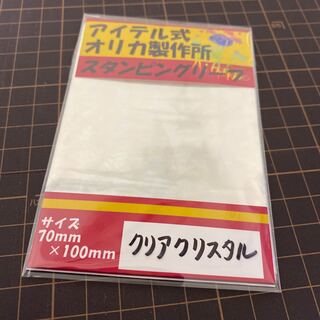 アイテル式
オリカ製作所
スタンピングリーフ
サイズ
70mm
×100mm
クリアクリスタル